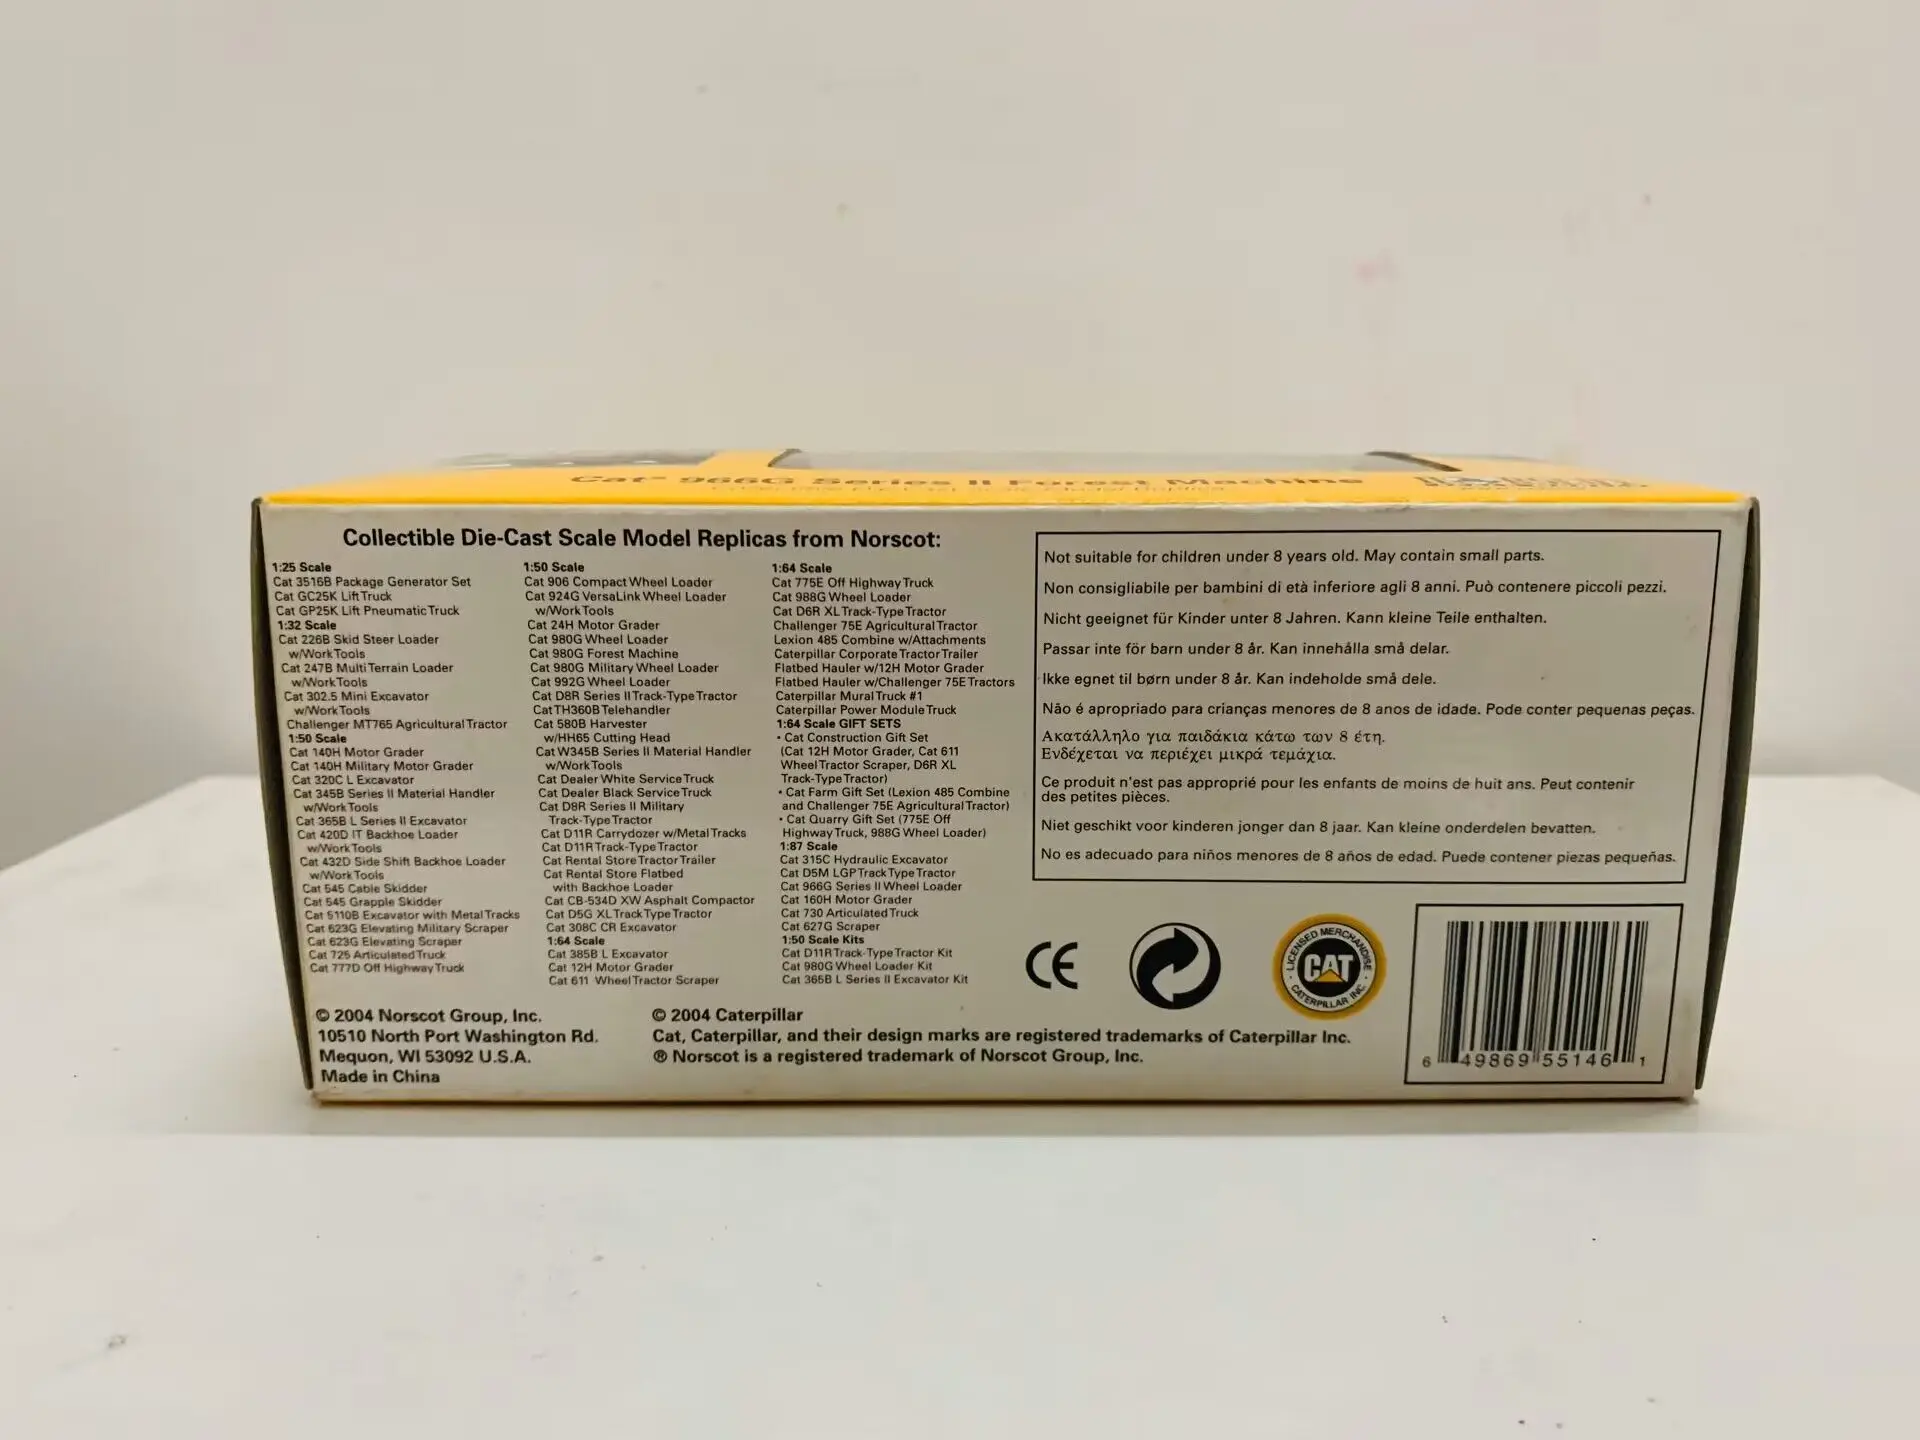 Cat 966G Series II Forest Machine
Collectible Die-Cast Scale Model Replicas from Norscot:
1:25 Scale
Cat 3516B Package Generator Set
Cat GC25K Lift Truck
Cat GP25K Lift Pneumatic Truck
1:32 Scale
Cat 226B Skid Steer Loader
w/Work Tools
Cat 247B Multi Terrain Loader
w/Work Tools
Cat 302.5 Mini Excavator
w/Work Tools
Challenger MT765 Agricultural Tractor
1:50 Scale
Cat 140H Motor Grader
Cat 140H Military Motor Grader
Cat 320C L Excavator
Cat 345B Series II Material Handler
w/Work Tools
Cat 365B L Series II Excavator
Cat 420D IT Backhoe Loader
w/Work Tools
Cat 432D Side Shift Backhoe Loader
w/Work Tools
Cat 545 Cable Skidder
Cat 545 Grapple Skidder
Cat 5110B Excavator with Metal Tracks
Cat 623G Elevating Military Scraper
Cat 623G Elevating Scraper
Cat 725 Articulated Truck
Cat 777D Off Highway Truck
1:50 Scale
Cat 906 Compact Wheel Loader
Cat 924G VersaLink Wheel Loader
w/Work Tools
Cat 24H Motor Grader
Cat 980G Wheel Loader
Cat 980G Forest Machine
Cat 980G Military Wheel Loader
Cat 992G Wheel Loader
Cat D8R Series II Track-Type Tractor
Cat TH360B Telehandler
Cat 580B Harvester
w/HH65 Cutting Head
Cat W345B Series II Material Handler
w/Work Tools
Cat Dealer White Service Truck
Cat Dealer Black Service Truck
Cat D8R Series II Military
Track-Type Tractor
Cat D11R Carrydozer w/Metal Tracks
Cat D11R Track-Type Tractor
Cat Rental Store Tractor Trailer
Cat Rental Store Flatbed
with Backhoe Loader
Cat CB-534D XW Asphalt Compactor
Cat D5G XL Track Type Tractor
Cat 308C CR Excavator
1:64 Scale
Cat 385B L Excavator
Cat 12H Motor Grader
Cat 611 Wheel Tractor Scraper
1:64 Scale
Cat 775E Off Highway Truck
Cat 988G Wheel Loader
Cat D6R XL Track-Type Tractor
Challenger 75E Agricultural Tractor
Lexion 485 Combine w/Attachments
Caterpillar Corporate Tractor Trailer
Flatbed Hauler w/12H Motor Grader
Flatbed Hauler w/Challenger 75E Tractors
Caterpillar Mural Truck #1
Caterpillar Power Module Truck
1:64 Scale GIFT SETS
• Cat Construction Gift Set
(Cat 12H Motor Grader, Cat 611
Wheel Tractor Scraper, D6R XL
Track-Type Tractor)
• Cat Farm Gift Set (Lexion 485 Combine
and Challenger 75E Agricultural Tractor)
• Cat Quarry Gift Set (775E Off
Highway Truck, 988G Wheel Loader)
1:87 Scale
Cat 315C Hydraulic Excavator
Cat D5M LGP Track Type Tractor
Cat 966G Series II Wheel Loader
Cat 160H Motor Grader
Cat 730 Articulated Truck
Cat 627G Scraper
1:50 Scale Kits
Cat D11R Track-Type Tractor Kit
Cat 980G Wheel Loader Kit
Cat 365B L Series II Excavator Kit
© 2004 Norscot Group, Inc.
10510 North Port Washington Rd.
Mequon, WI 53092 U.S.A.
Made in China
© 2004 Caterpillar
Cat, Caterpillar, and their design marks are registered trademarks of Caterpillar Inc.
® Norscot is a registered trademark of Norscot Group, Inc.
Not suitable for children under 8 years old. May contain small parts.
Non consigliabile per bambini di età inferiore agli 8 anni. Può contenere piccoli pezzi.
Nicht geeignet für Kinder unter 8 Jahren. Kann kleine Teile enthalten.
Passar inte för barn under 8 år. Kan innehålla små delar.
Ikke egnet til børn under 8 år. Kan indeholde små dele.
Não é apropriado para crianças menores de 8 anos de idade. Pode conter pequenas peças.
Ακατάλληλο για παιδάκια κάτω των 8 έτη.
Ενδέχεται να περιέχει μικρά τεμάχια.
Ce produit n'est pas approprié pour les enfants de moins de huit ans. Peut contenir
des petites pièces.
Niet geschikt voor kinderen jonger dan 8 jaar. Kan kleine onderdelen bevatten.
No es adecuado para niños menores de 8 años de edad. Puede contener piezas pequeñas.
CE
LICENSED MERCHANDISE
CAT
CATERPILLAR INC.
6 49869 55146 1